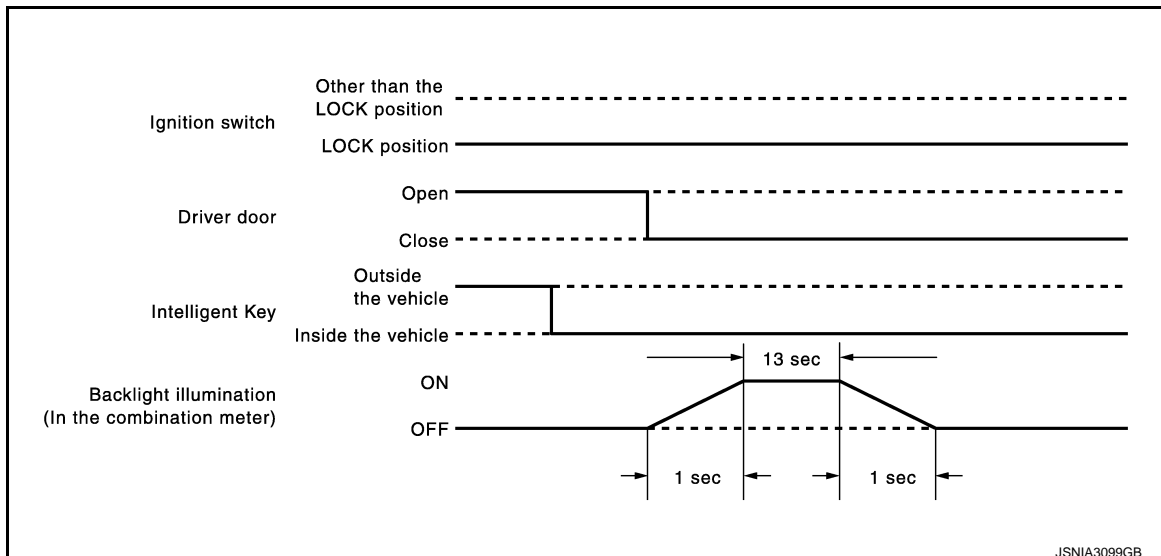 Other than the
LOCK position
Ignition switch
LOCK position
Open
Driver door
Close
Outside
the vehicle
Intelligent Key
Inside the vehicle
13 sec
ON
Backlight illumination
(In the combination meter)
OFF
1 sec
1 sec
JSNIA3099GB